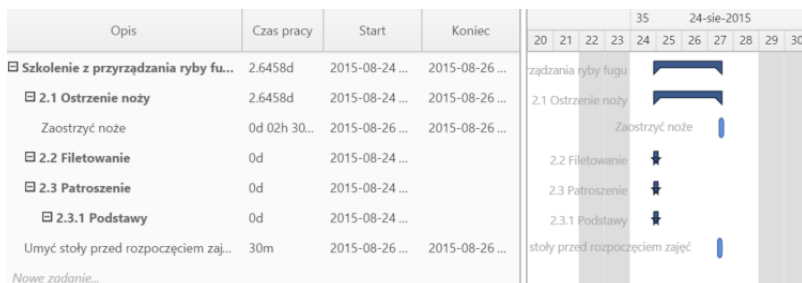 Opis Czas pracy Start Koniec
35 24-sie-2015
20 21 22 23 24 25 26 27 28 29 30
Szkolenie z przyrządzania ryby fu... 2.6458d 2015-08-24 ... 2015-08-26 ...
ządzania ryby fugu
2.1 Ostrzenie noży 2.6458d 2015-08-24 ... 2015-08-26 ...
2.1 Ostrzenie noży
Zaostrzyć noże 0d 02h 30... 2015-08-26 ... 2015-08-26 ...
Zaostrzyć noże
2.2 Filetowanie 0d 2015-08-24 ...
2.2 Filetowanie
2.3 Patroszenie 0d 2015-08-24 ...
2.3 Patroszenie
2.3.1 Podstawy 0d 2015-08-24 ...
2.3.1 Podstawy
Umyć stoły przed rozpoczęciem zaj... 30m 2015-08-26 ... 2015-08-26 ...
stoły przed rozpoczęciem zajęć
Nowe zadanie...